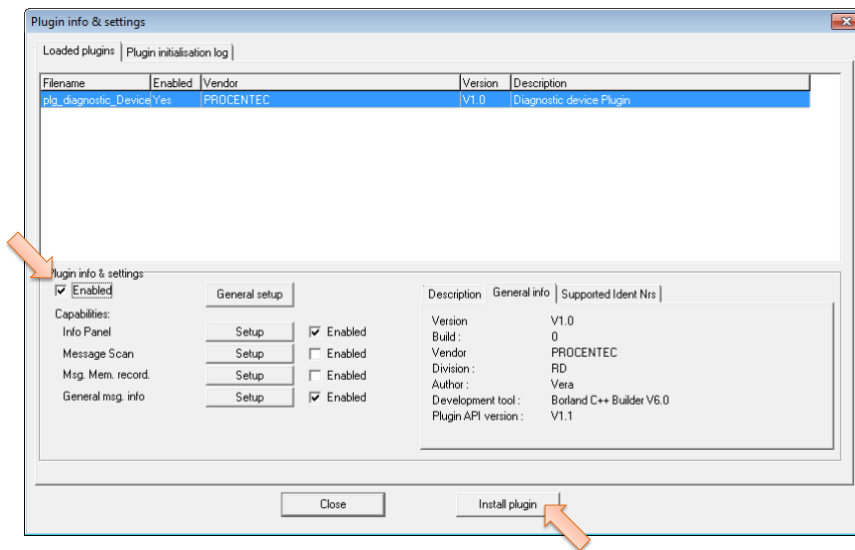 Plugin info & settings
Loaded plugins Plugin initialisation log
Filename Enabled Vendor Version Description
plg_diagnostic_Device Yes PROCENTEC V1.0 Diagnostic device Plugin
Plugin info & settings
Enabled General setup
Capabilities:
Info Panel Setup Enabled
Message Scan Setup Enabled
Msg. Mem. record. Setup Enabled
General msg. info Setup Enabled
Description General info Supported Ident Nrs
Version V1.0
Build : 0
Vendor PROCENTEC
Division : RD
Author : Vera
Development tool : Borland C++ Builder V6.0
Plugin API version : V1.1
Close Install plugin